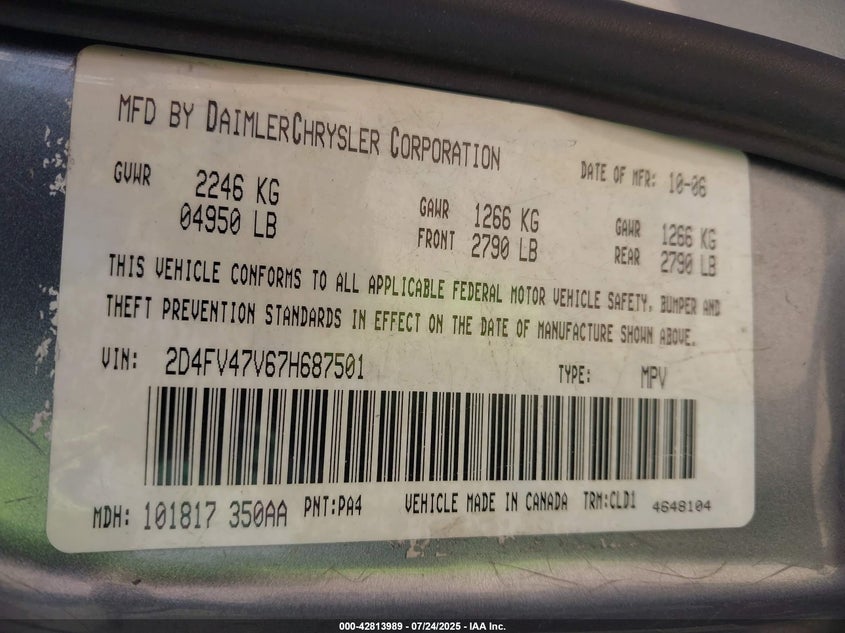 MFD BY DAIMLERCHRYSLER CORPORATION
DATE OF MFR: 10-06
GVWR 2246 KG
04950 LB
GAWR 1266 KG
FRONT 2790 LB
GAWR 1266 KG
REAR 2790 LB
THIS VEHICLE CONFORMS TO ALL APPLICABLE FEDERAL MOTOR VEHICLE SAFETY, BUMPER AND
THEFT PREVENTION STANDARDS IN EFFECT ON THE DATE OF MANUFACTURE SHOWN ABOVE.
VIN: 2D4FV47V67H687501 TYPE: MPV
MDH: 101817 350AA PNT:PA4 VEHICLE MADE IN CANADA TRM:CLD1 4648104
000-42813989 - 07/24/2025 - IAA Inc.